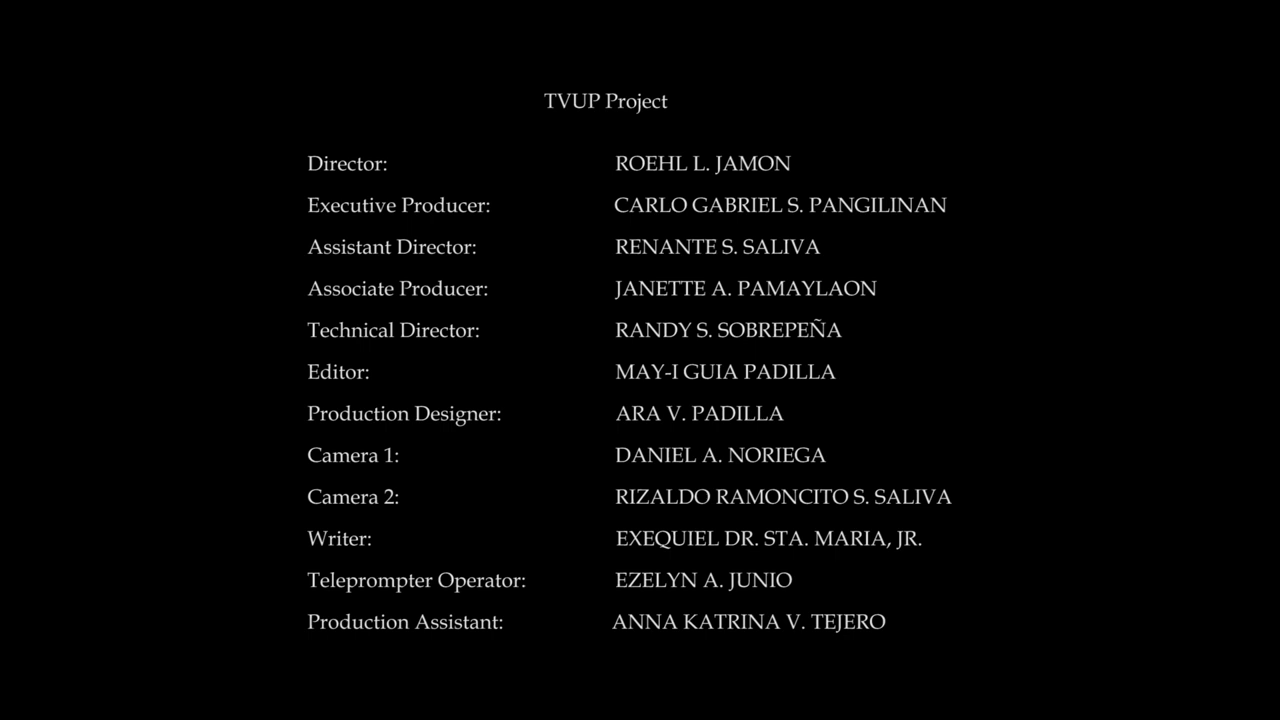 TVUP Project
Director: ROEHL L. JAMON
Executive Producer: CARLO GABRIEL S. PANGILINAN
Assistant Director: RENANTE S. SALIVA
Associate Producer: JANETTE A. PAMAYLAON
Technical Director: RANDY S. SOBREPEÑA
Editor: MAY-I GUIA PADILLA
Production Designer: ARA V. PADILLA
Camera 1: DANIEL A. NORIEGA
Camera 2: RIZALDO RAMONCITO S. SALIVA
Writer: EXEQUIEL DR. STA. MARIA, JR.
Teleprompter Operator: EZELYN A. JUNIO
Production Assistant: ANNA KATRINA V. TEJERO